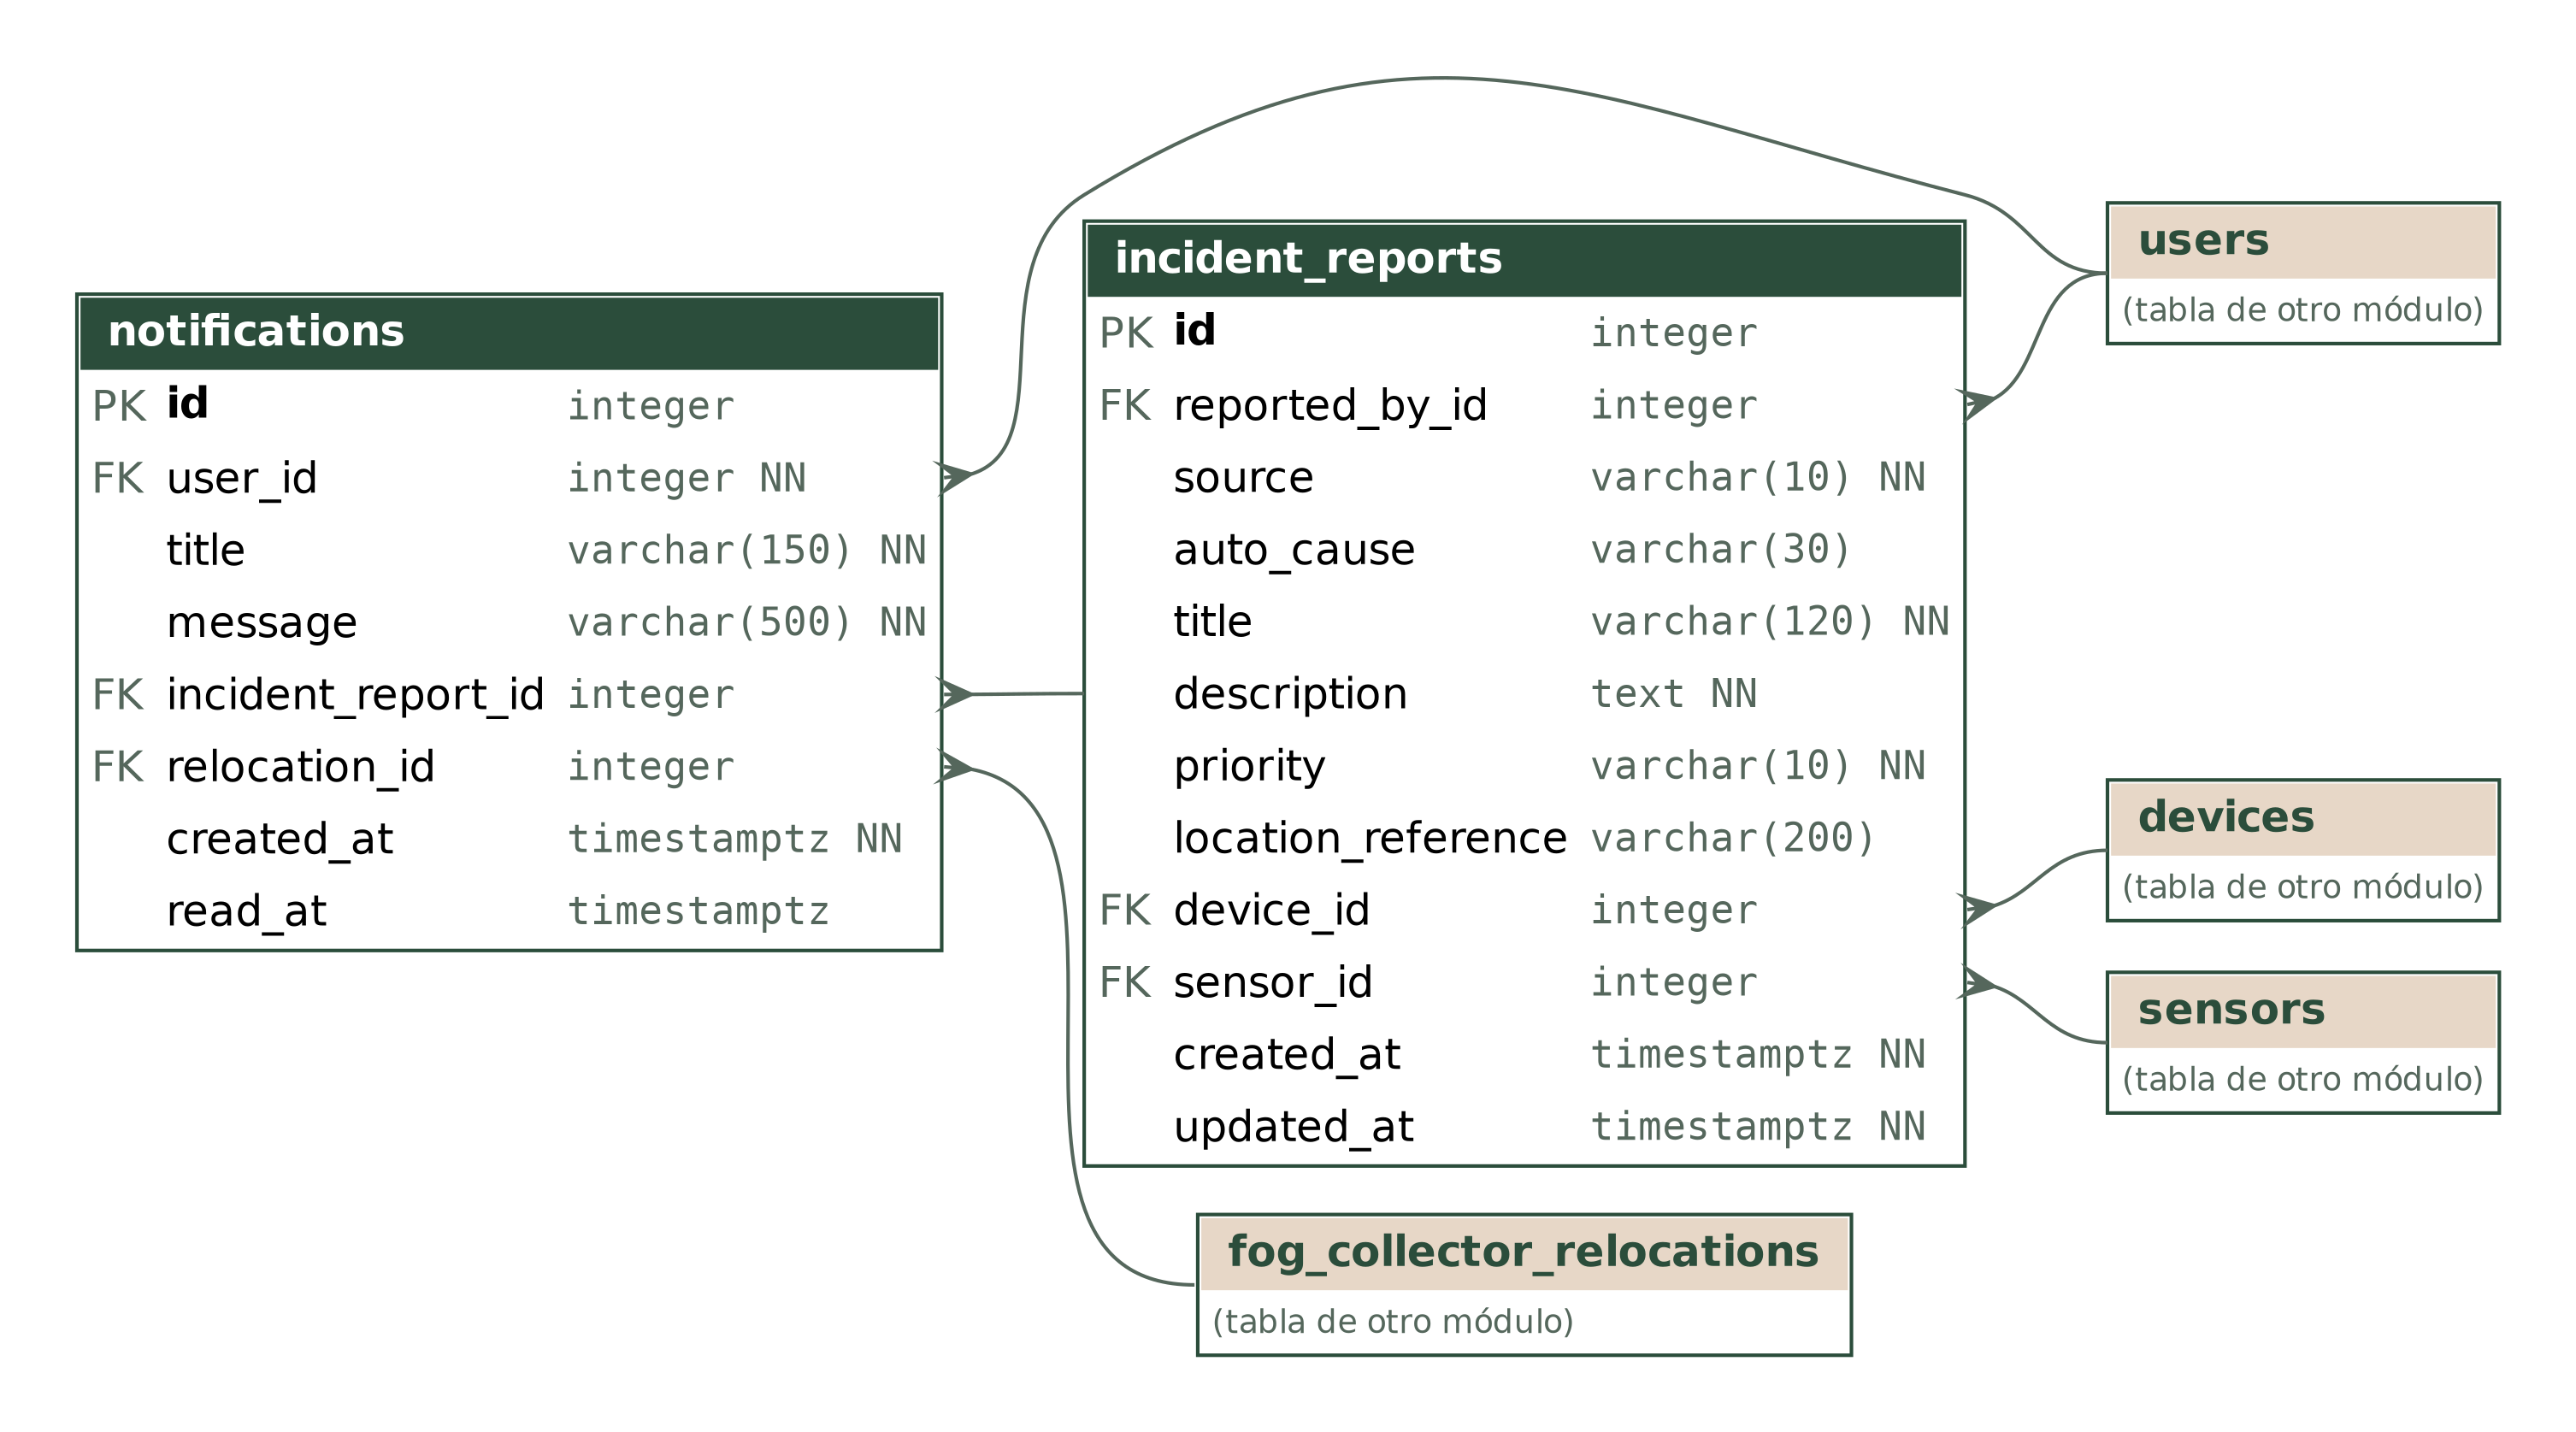 notifications
PK id integer
FK user_id integer NN
title varchar(150) NN
message varchar(500) NN
FK incident_report_id integer
FK relocation_id integer
created_at timestamptz NN
read_at timestamptz
incident_reports
PK id integer
FK reported_by_id integer
source varchar(10) NN
auto_cause varchar(30)
title varchar(120) NN
description text NN
priority varchar(10) NN
location_reference varchar(200)
FK device_id integer
FK sensor_id integer
created_at timestamptz NN
updated_at timestamptz NN
users
(tabla de otro módulo)
devices
(tabla de otro módulo)
sensors
(tabla de otro módulo)
fog_collector_relocations
(tabla de otro módulo)